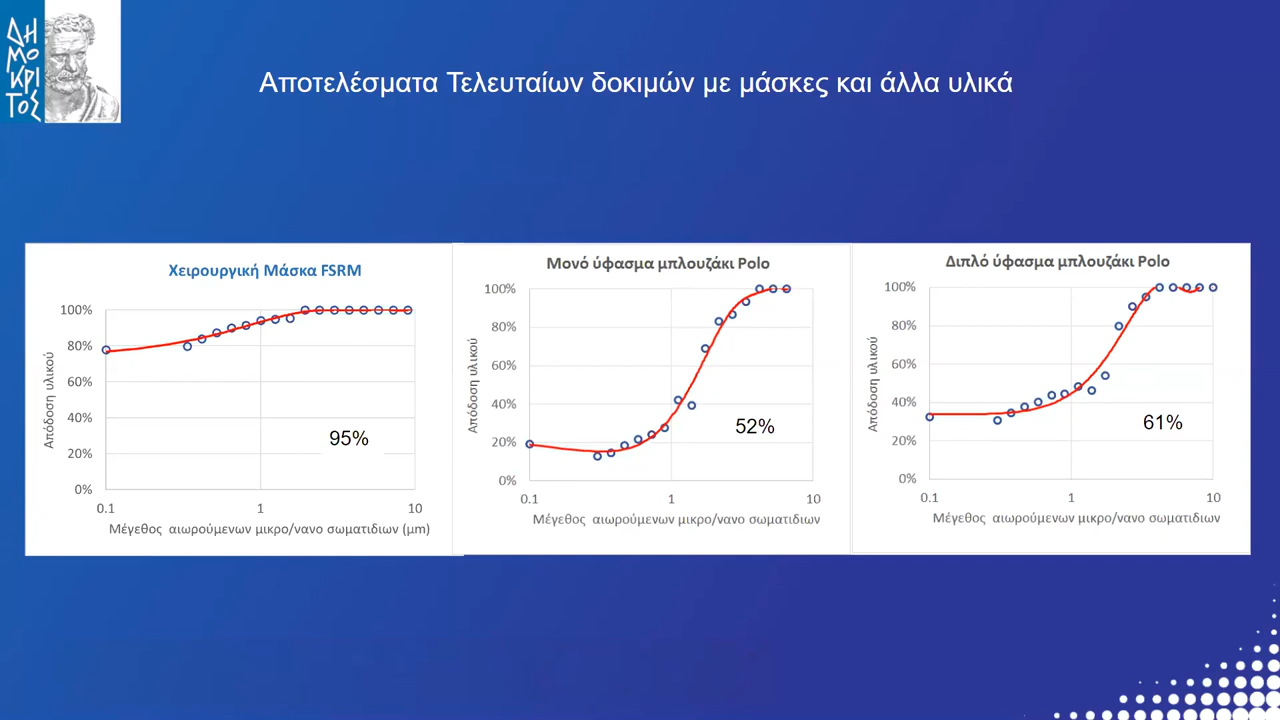 ΔΗ
ΜΟ
ΚΡΙ
ΤΟΣ
Αποτελέσματα Τελευταίων δοκιμών με μάσκες και άλλα υλικά
Χειρουργική Μάσκα FSRM
Απόδοση υλικού
100%
80%
60%
40%
20%
0%
95%
0.1 1 10
Μέγεθος αιωρούμενων μικρο/νανο σωματιδιων (μm)
Μονό ύφασμα μπλουζάκι Polo
Απόδοση υλικού
100%
80%
60%
40%
20%
0%
52%
0.1 1 10
Μέγεθος αιωρούμενων μικρο/νανο σωματιδιων
Διπλό ύφασμα μπλουζάκι Polo
Απόδοση υλικού
100%
80%
60%
40%
20%
0%
61%
0.1 1 10
Μέγεθος αιωρούμενων μικρο/νανο σωματιδιων